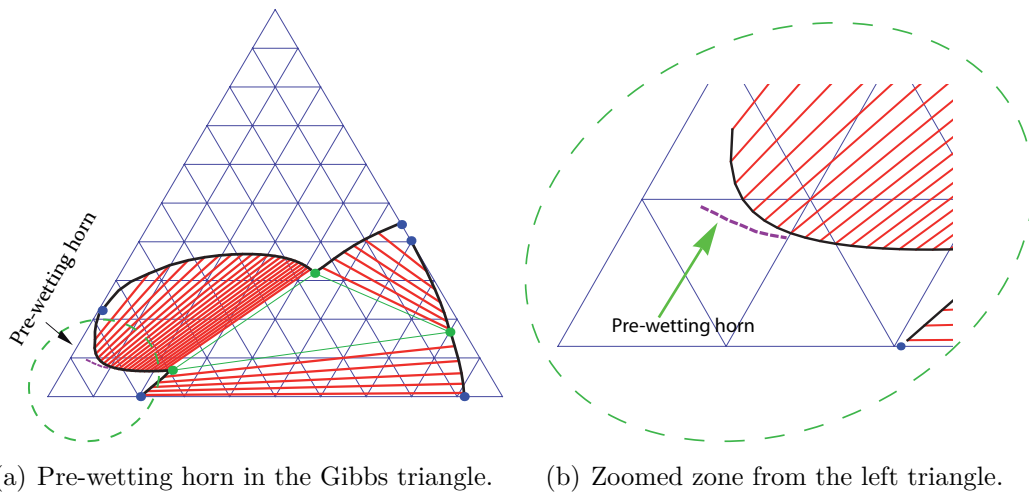 Pre-wetting horn
Pre-wetting horn
a) Pre-wetting horn in the Gibbs triangle.
(b) Zoomed zone from the left triangle.